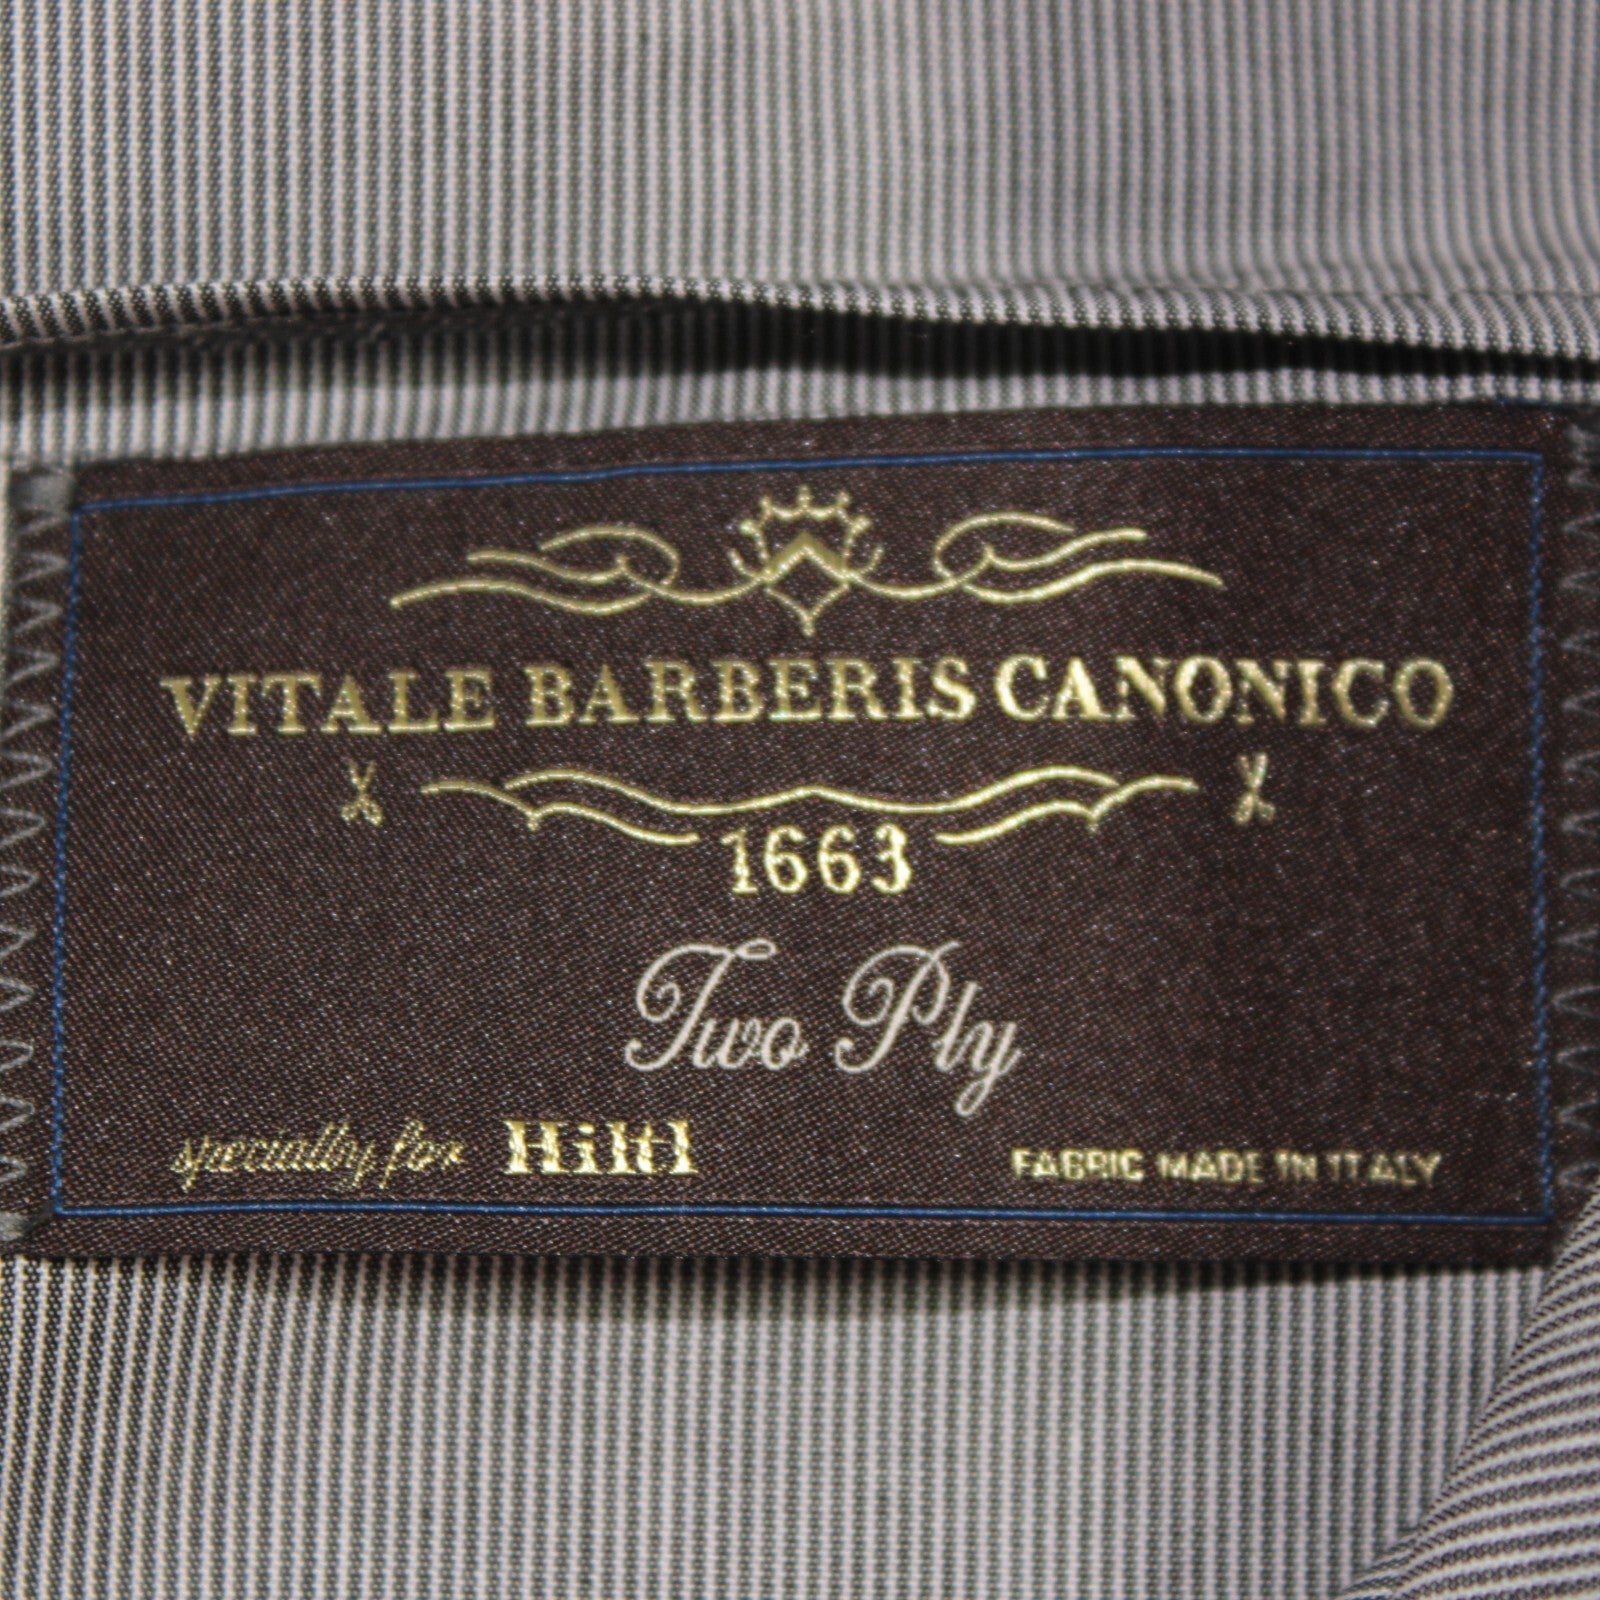 VITALE BARBERIS CANONICO
1663
Two Ply
specially for Hiltl
FABRIC MADE IN ITALY